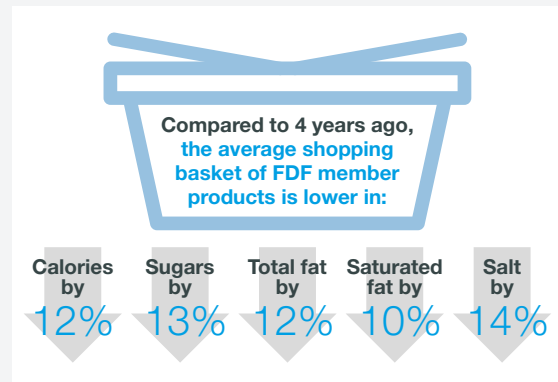 Compared to 4 years ago,
the average shopping
basket of FDF member
products is lower in:
Calories
by
12%
Sugars
by
13%
Total fat
by
12%
Saturated
fat by
10%
Salt
by
14%